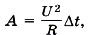 A = U²/R Δt,